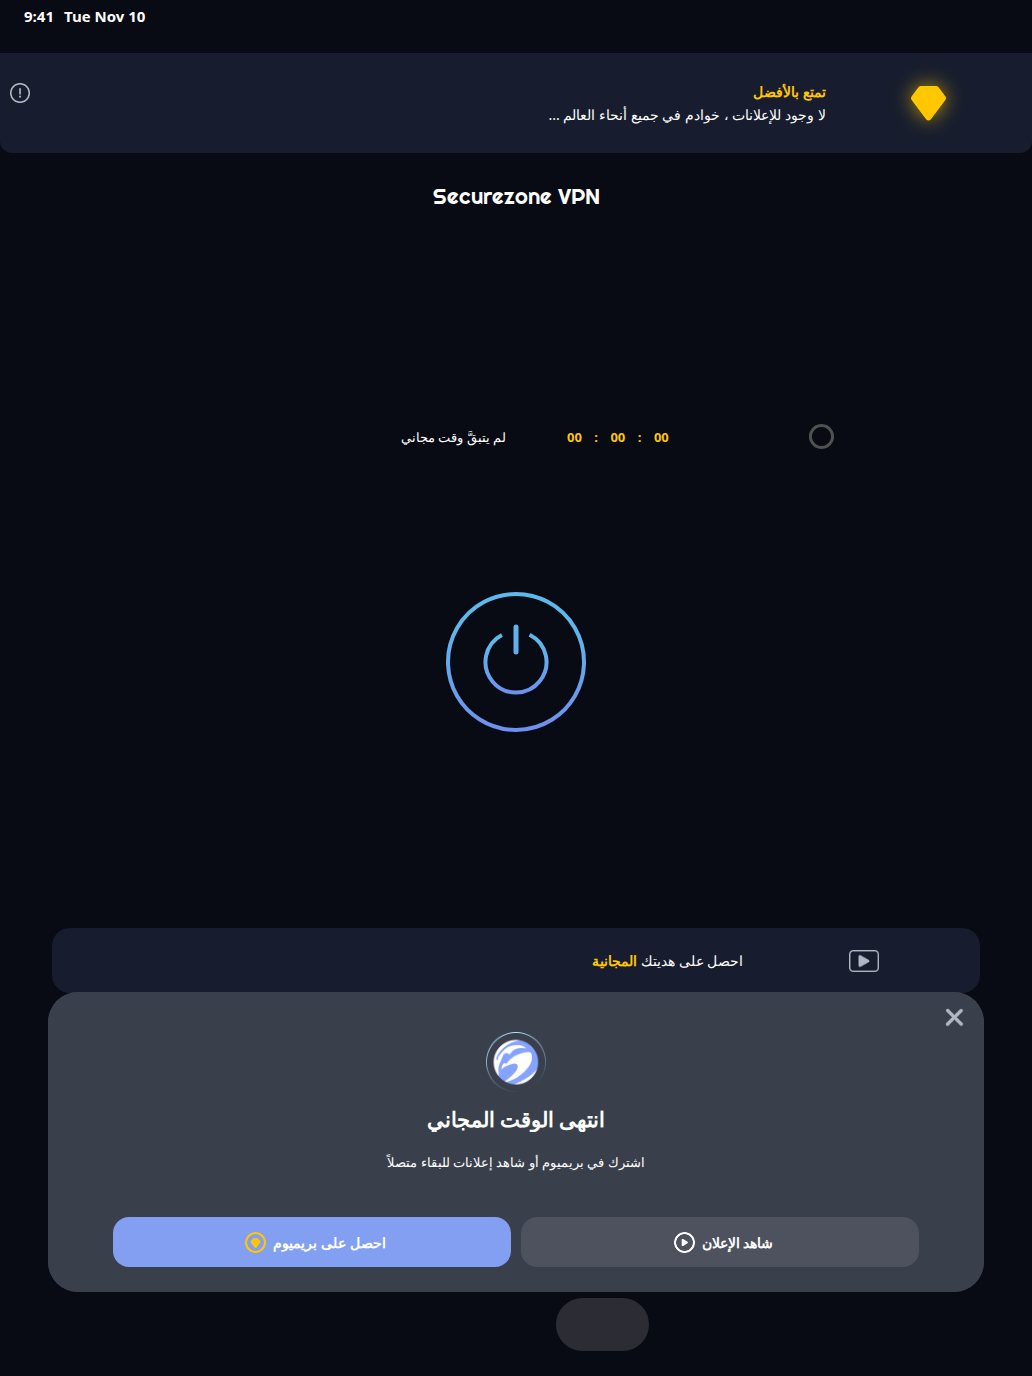 9:41 Tue Nov 10
تمتع بالأفضل
لا وجود للإعلانات ، خوادم في جميع أنحاء العالم ...
Securezone VPN
00 : 00 : 00
لم يتبقَّ وقت مجاني
احصل على هديتك المجانية
انتهى الوقت المجاني
اشترك في بريميوم أو شاهد إعلانات للبقاء متصلاً
شاهد الإعلان
احصل على بريميوم